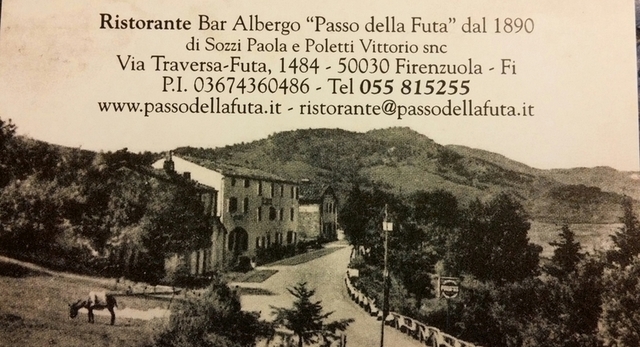 Ristorante Bar Albergo "Passo della Futa" dal 1890
di Sozzi Paola e Poletti Vittorio snc
Via Traversa-Futa, 1484 - 50030 Firenzuola - Fi
P.I. 03674360486 - Tel 055 815255
www.passodellafuta.it - ristorante@passodellafuta.it